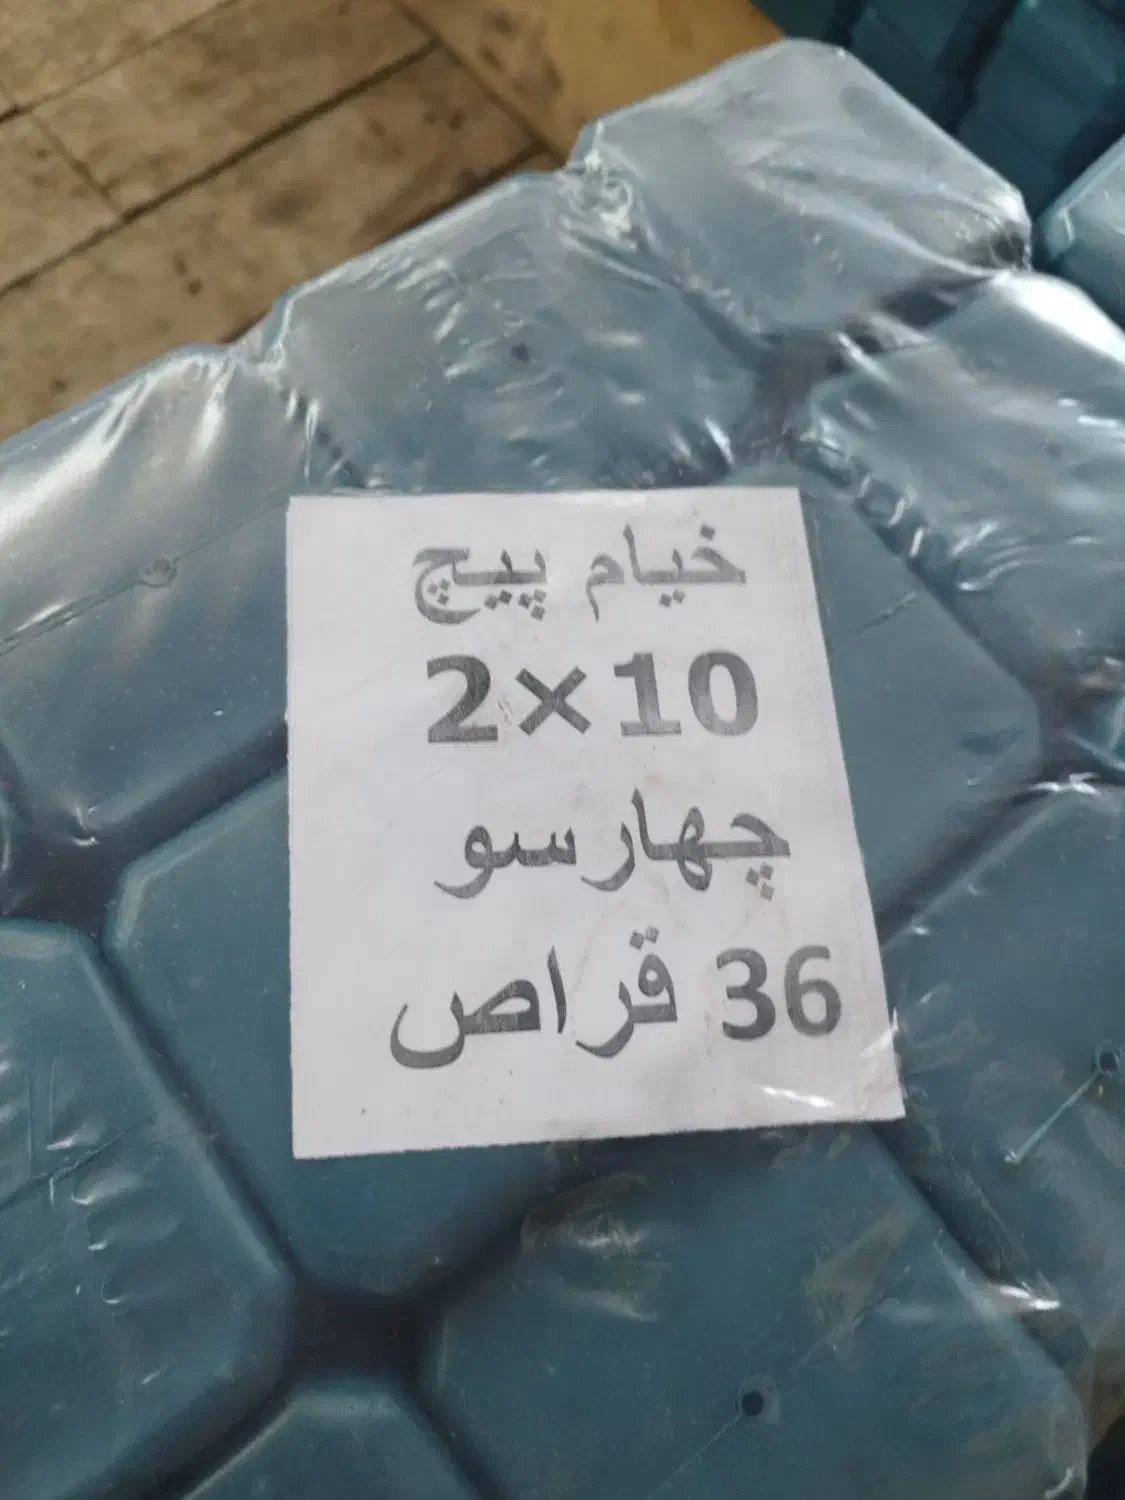 خیام پیچ
2×10
چهارسو
36 قراص